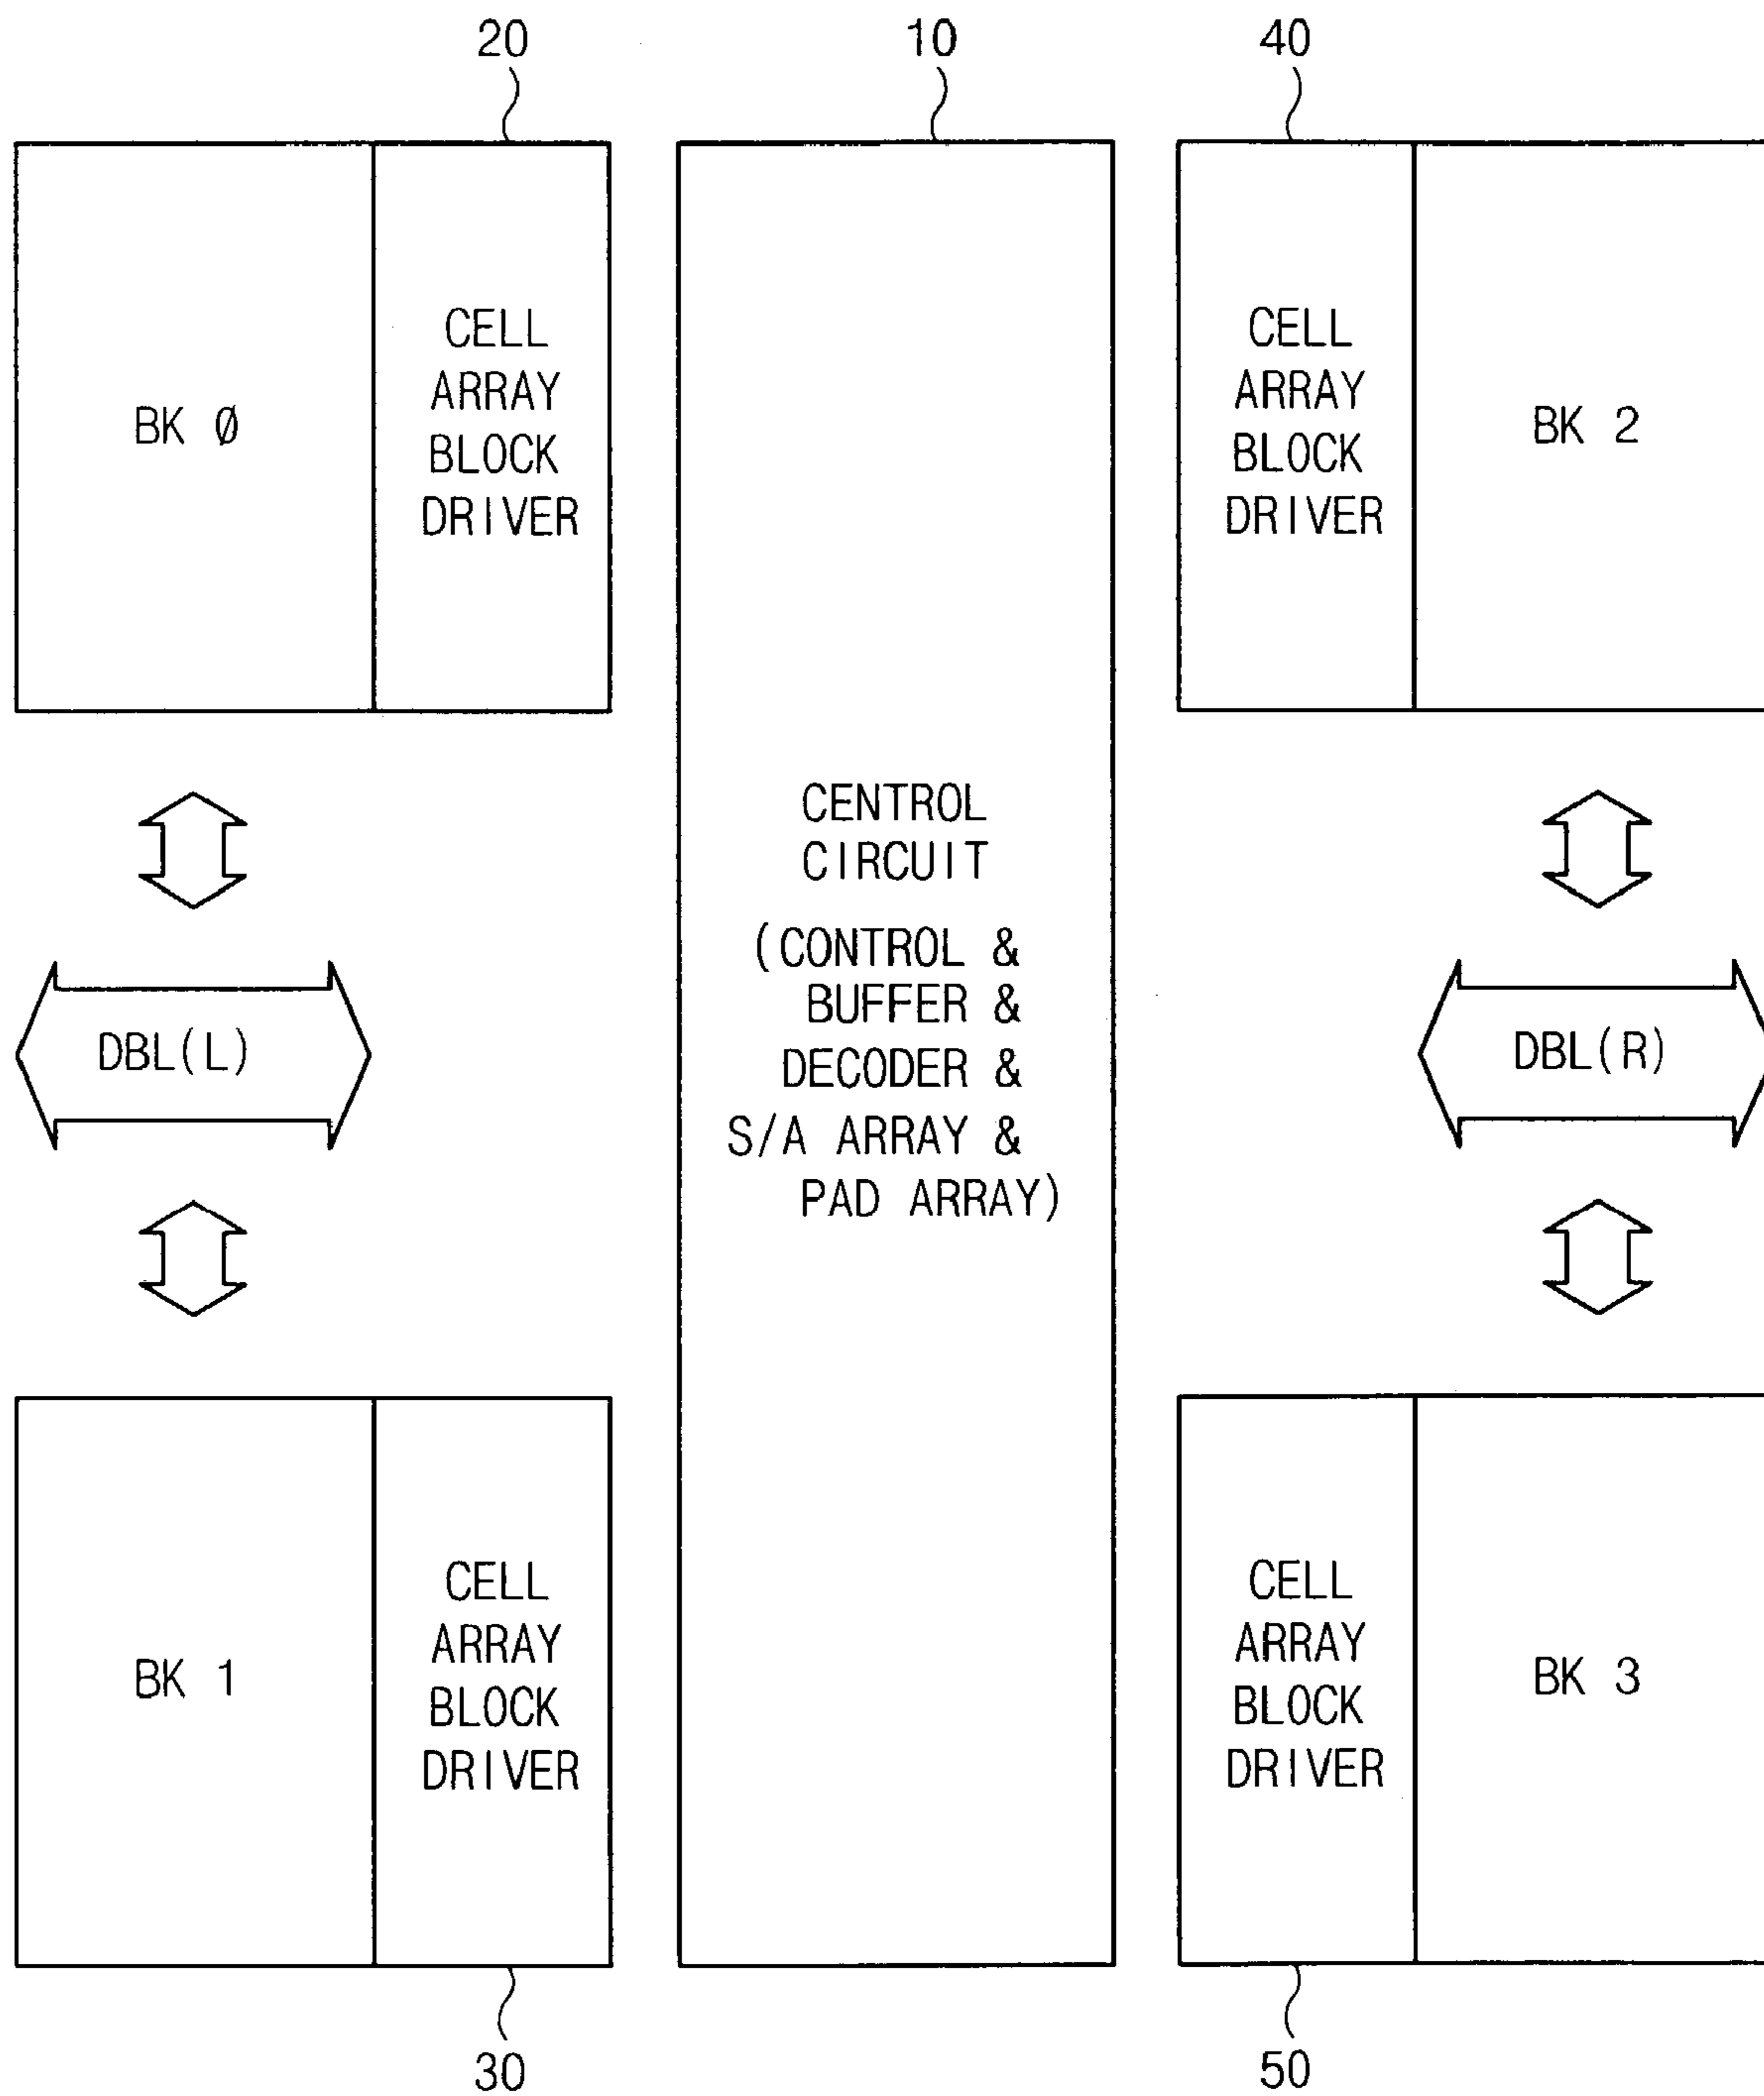 20
10
40
BK Ø
CELL
ARRAY
BLOCK
DRIVER
CELL
ARRAY
BLOCK
DRIVER
BK 2
CENTROL
CIRCUIT
(CONTROL &
BUFFER &
DECODER &
S/A ARRAY &
PAD ARRAY)
DBL(L)
DBL(R)
BK 1
CELL
ARRAY
BLOCK
DRIVER
CELL
ARRAY
BLOCK
DRIVER
BK 3
30
50